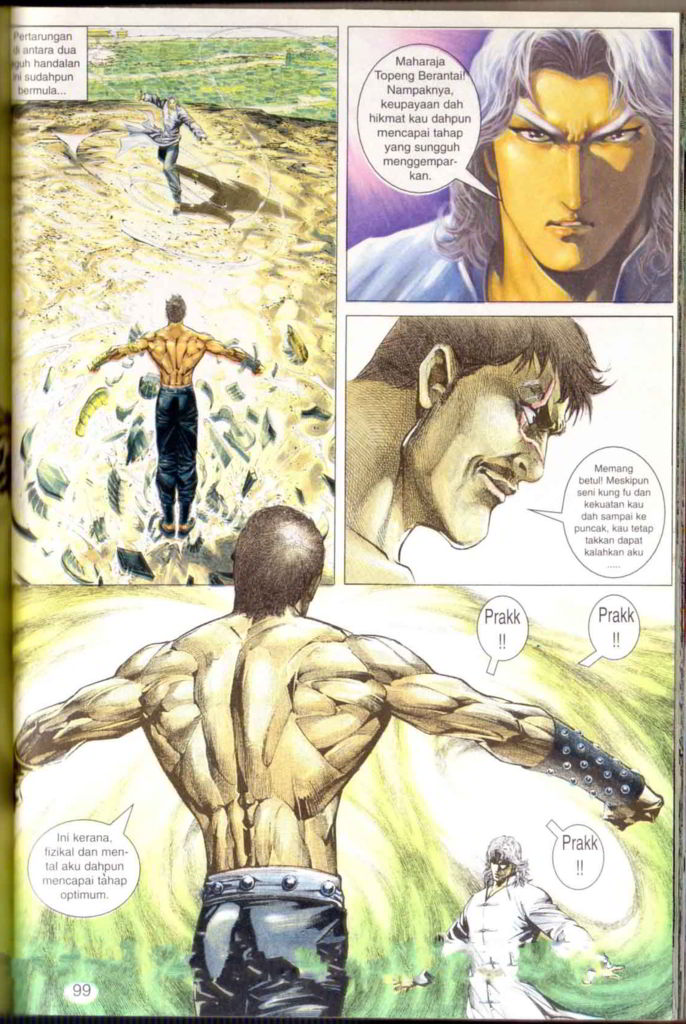 Pertarungan
di antara dua
handalan
ini sudahpun
bermula...
Maharaja
Topeng Berantai!
Nampaknya,
keupayaan dah
hikmat kau dahpun
mencapai tahap
yang sungguh
menggempar-
kan.
Memang
betul! Meskipun
seni kung fu dan
kekuatan kau
dah sampai ke
puncak, kau tetap
takkan dapat
kalahkan aku
.....
Prakk
!!
Prakk
!!
Ini kerana,
fizikal dan men-
tal aku dahpun
mencapai tahap
optimum.
Prakk
!!
99